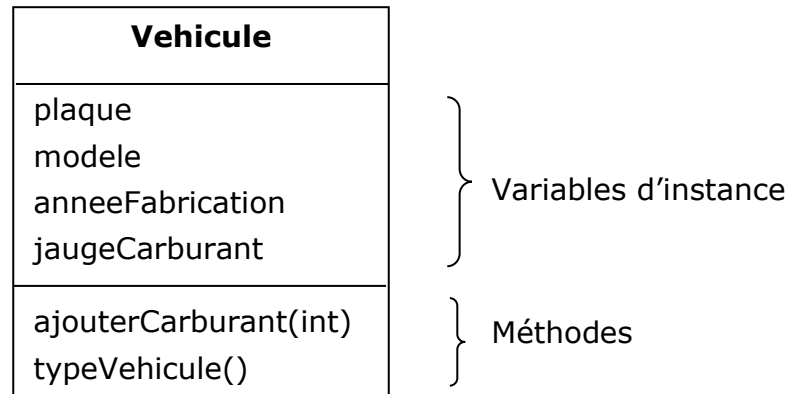 Vehicule
plaque
modele
anneeFabrication
jaugeCarburant
Variables d’instance
ajouterCarburant(int)
typeVehicule()
Méthodes